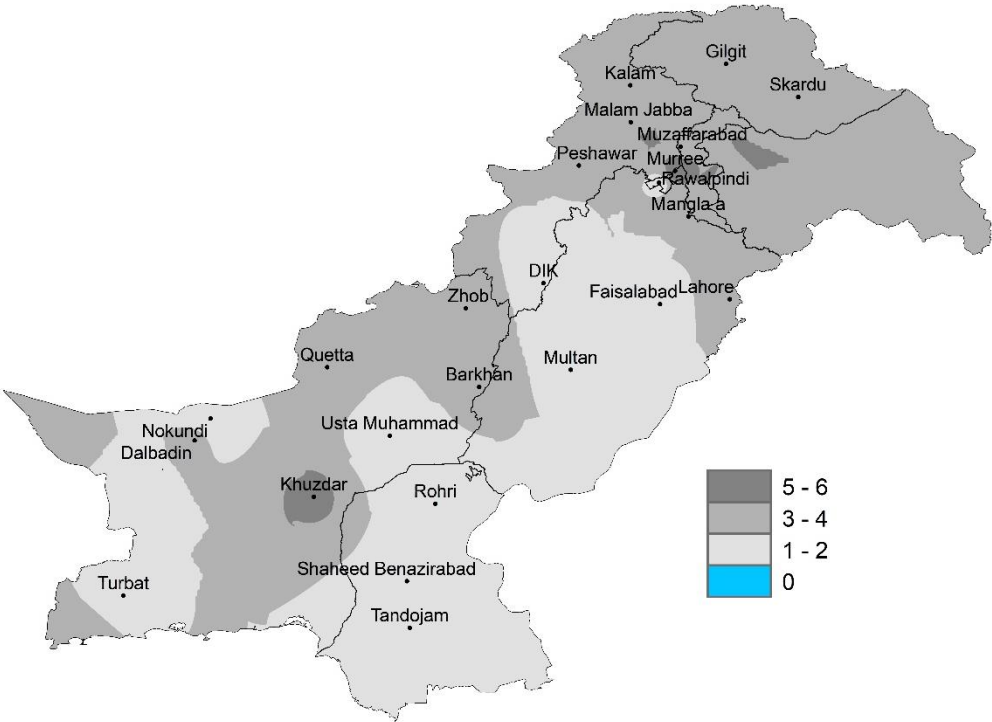 Gilgit
Kalam
Skardu
Malam Jabba
Muzaffarabad
Peshawar
Murree
Rawalpindi
Mangla a
DIK
Zhob
Faisalabad
Lahore
Quetta
Multan
Barkhan
Usta Muhammad
Nokundi
Dalbadin
Khuzdar
Rohri
5 - 6
3 - 4
1 - 2
0
Shaheed Benazirabad
Turbat
Tandojam